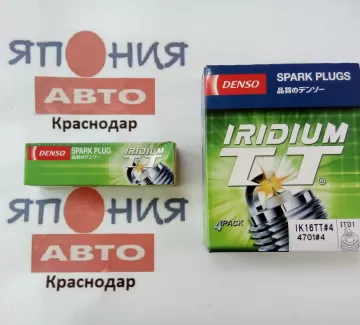 ЯПОНИЯ
АВТО
Краснодар
DENSO SPARK PLUG
品質のデンソー
TT
ЯПОНИЯ
АВТО
Краснодар
DENSO SPARK PLUGS
品質のデンソー
IRIDIUM
TT®
4PACK
IK16TT#4
4701#4
IT01